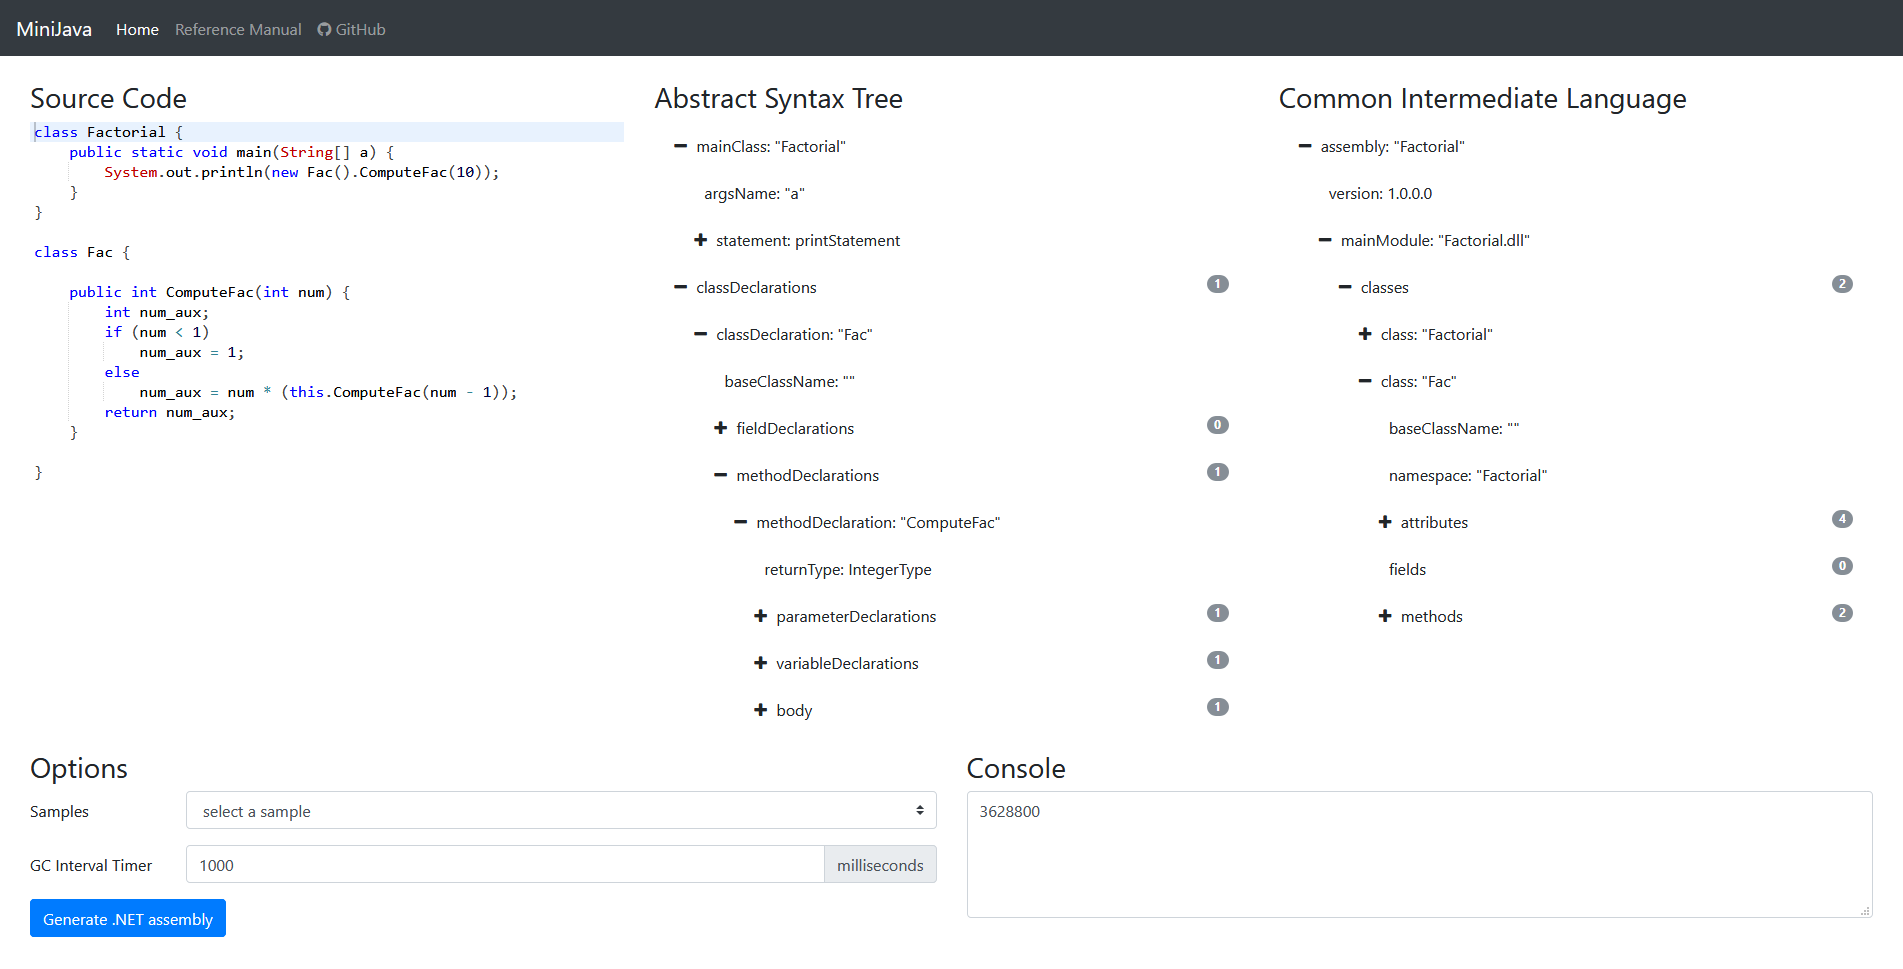 MiniJava Home Reference Manual GitHub
Source Code
class Factorial {
    public static void main(String[] a) {
        System.out.println(new Fac().ComputeFac(10));
    }
}
class Fac {
    public int ComputeFac(int num) {
        int num_aux;
        if (num < 1)
            num_aux = 1;
        else
            num_aux = num * (this.ComputeFac(num - 1));
        return num_aux;
    }
}
Abstract Syntax Tree
mainClass: "Factorial"
argsName: "a"
statement: printStatement
classDeclarations 1
classDeclaration: "Fac"
baseClassName: ""
fieldDeclarations 0
methodDeclarations 1
methodDeclaration: "ComputeFac"
returnType: IntegerType
parameterDeclarations 1
variableDeclarations 1
body 1
Common Intermediate Language
assembly: "Factorial"
version: 1.0.0.0
mainModule: "Factorial.dll"
classes 2
class: "Factorial"
class: "Fac"
baseClassName: ""
namespace: "Factorial"
attributes 4
fields 0
methods 2
Options
Samples select a sample
GC Interval Timer 1000 milliseconds
Generate .NET assembly
Console
3628800